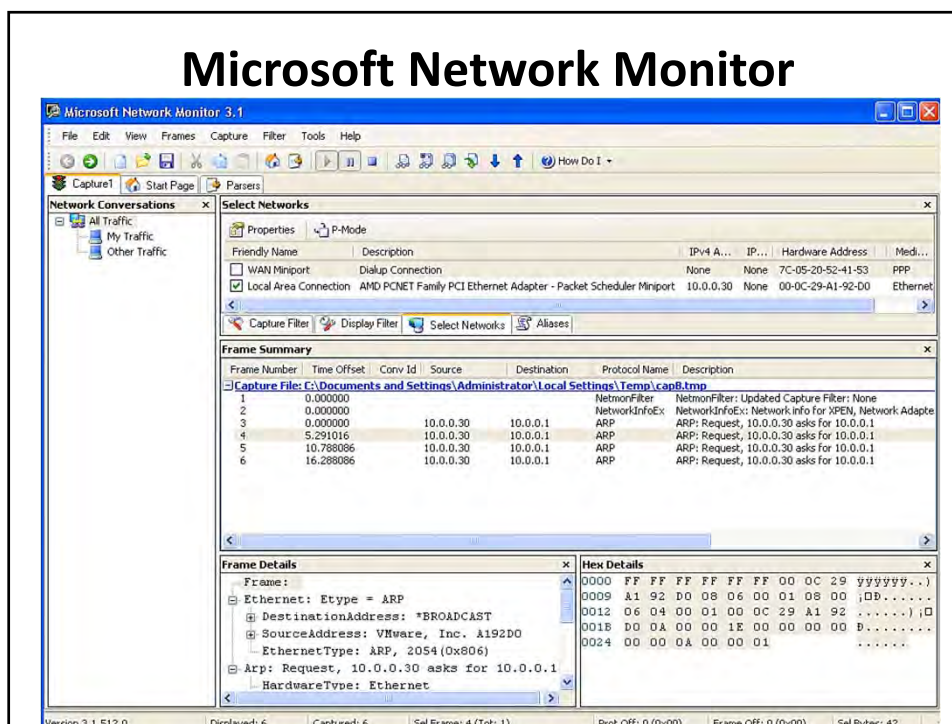 Microsoft Network Monitor
Microsoft Network Monitor 3.1
File Edit View Frames Capture Filter Tools Help
How Do I
Capture1 Start Page Parsers
Network Conversations
All Traffic
My Traffic
Other Traffic
Select Networks
Properties P-Mode
Friendly Name Description IPv4 A... IP... Hardware Address Medi...
WAN Miniport Dialup Connection None None 7C-05-20-52-41-53 PPP
Local Area Connection AMD PCNET Family PCI Ethernet Adapter - Packet Scheduler Miniport 10.0.0.30 None 00-0C-29-A1-92-D0 Ethernet
Capture Filter Display Filter Select Networks Aliases
Frame Summary
Frame Number Time Offset Conv Id Source Destination Protocol Name Description
Capture File: C:\Documents and Settings\Administrator\Local Settings\Temp\cap8.tmp
1 0.000000 NetmonFilter NetmonFilter: Updated Capture Filter: None
2 0.000000 NetworkInfoEx NetworkInfoEx: Network info for XPEN, Network Adapte
3 0.000000 10.0.0.30 10.0.0.1 ARP ARP: Request, 10.0.0.30 asks for 10.0.0.1
4 5.291016 10.0.0.30 10.0.0.1 ARP ARP: Request, 10.0.0.30 asks for 10.0.0.1
5 10.788086 10.0.0.30 10.0.0.1 ARP ARP: Request, 10.0.0.30 asks for 10.0.0.1
6 16.288086 10.0.0.30 10.0.0.1 ARP ARP: Request, 10.0.0.30 asks for 10.0.0.1
Frame Details
Frame:
Ethernet: Etype = ARP
DestinationAddress: *BROADCAST
SourceAddress: VMware, Inc. A192D0
EthernetType: ARP, 2054(0x806)
Arp: Request, 10.0.0.30 asks for 10.0.0.1
HardwareType: Ethernet
Hex Details
0000 FF FF FF FF FF FF 00 0C 29 ÿÿÿÿÿÿ..)
0009 A1 92 D0 08 06 00 01 08 00 ¡□Ð......
0012 06 04 00 01 00 0C 29 A1 92 ......)¡□
001B D0 0A 00 00 1E 00 00 00 00 Ð........
0024 00 00 0A 00 00 01 ......
Version 3.1.512.0 Displayed: 6 Captured: 6 Sel Frame: 4 (Tot: 1) Prot Off: 0 (0x00) Frame Off: 0 (0x00) Sel Bytes: 42